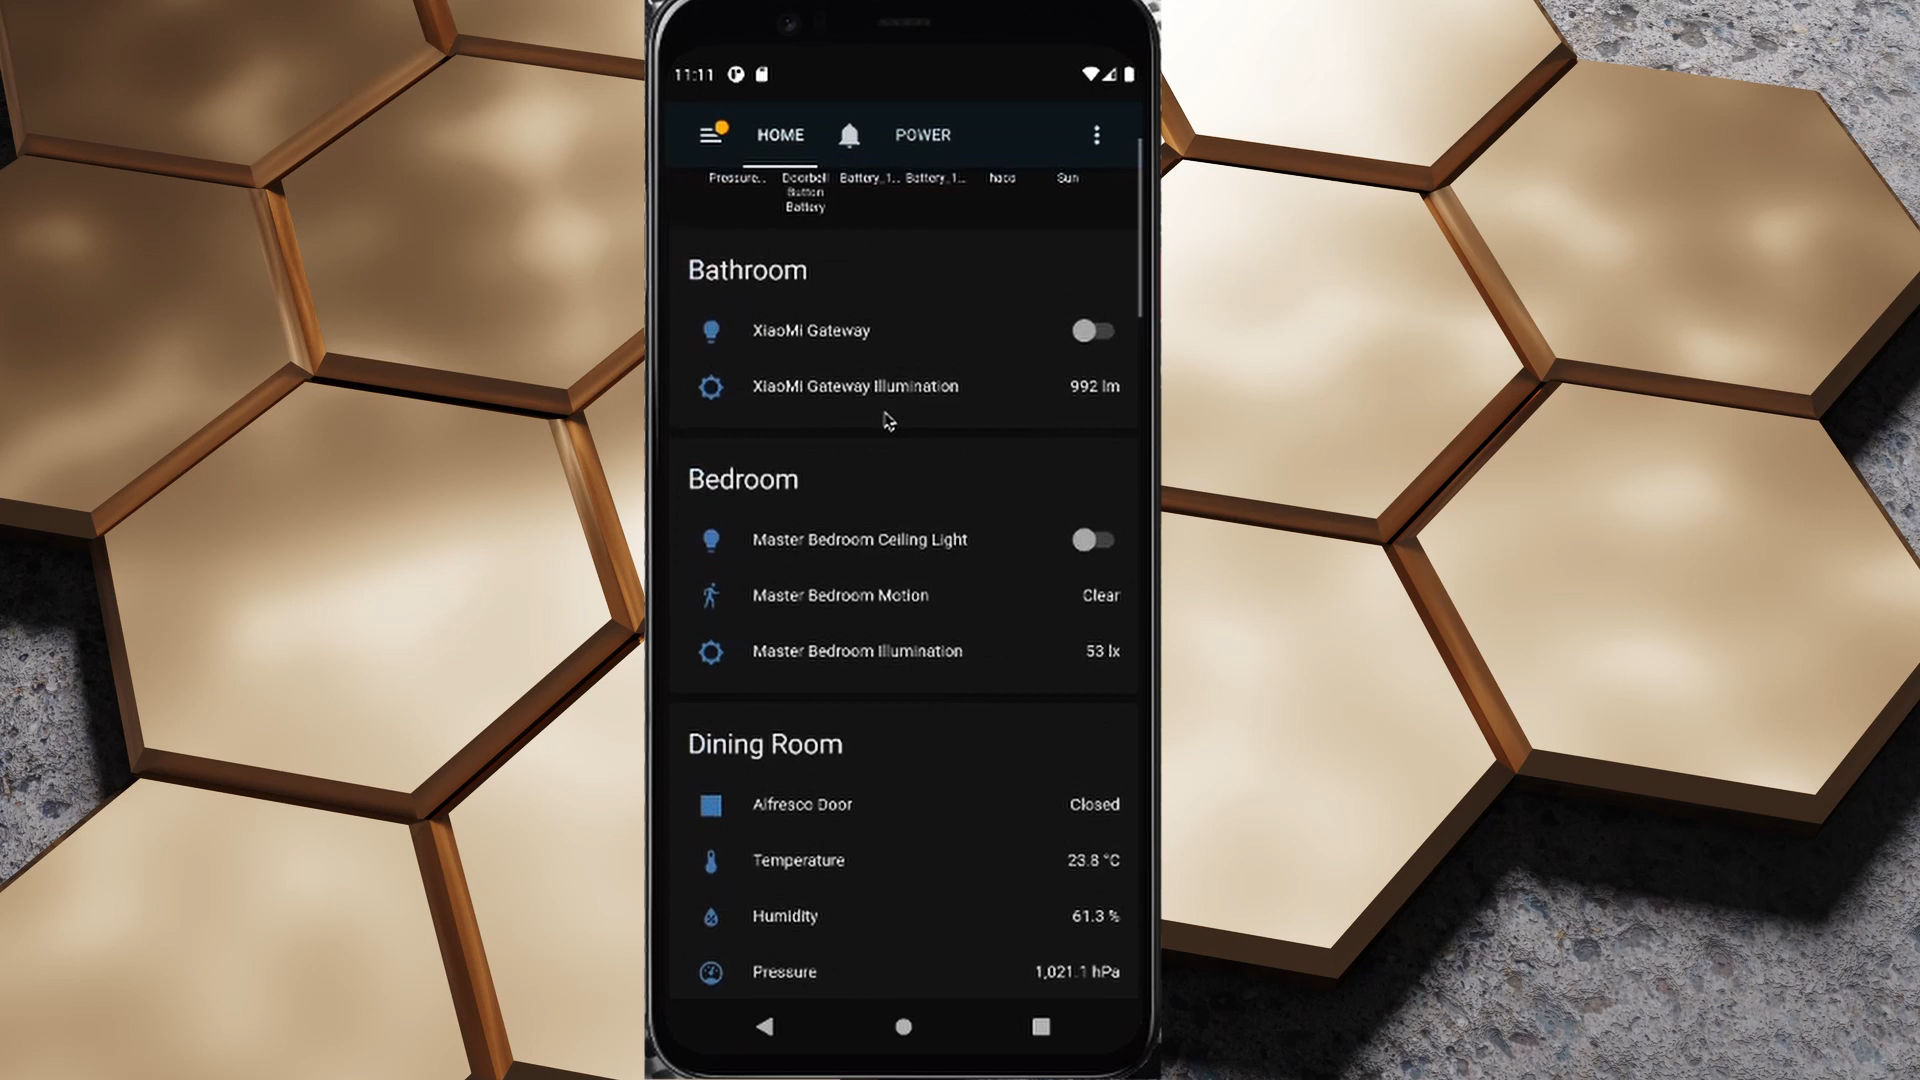 11:11
HOME POWER
Pressure... Doorbell Battery_1... Battery_1... hacs Sun
Button
Battery
Bathroom
XiaoMi Gateway
XiaoMi Gateway Illumination 992 lm
Bedroom
Master Bedroom Ceiling Light
Master Bedroom Motion Clear
Master Bedroom Illumination 53 lx
Dining Room
Alfresco Door Closed
Temperature 23.8 °C
Humidity 61.3 %
Pressure 1,021.1 hPa